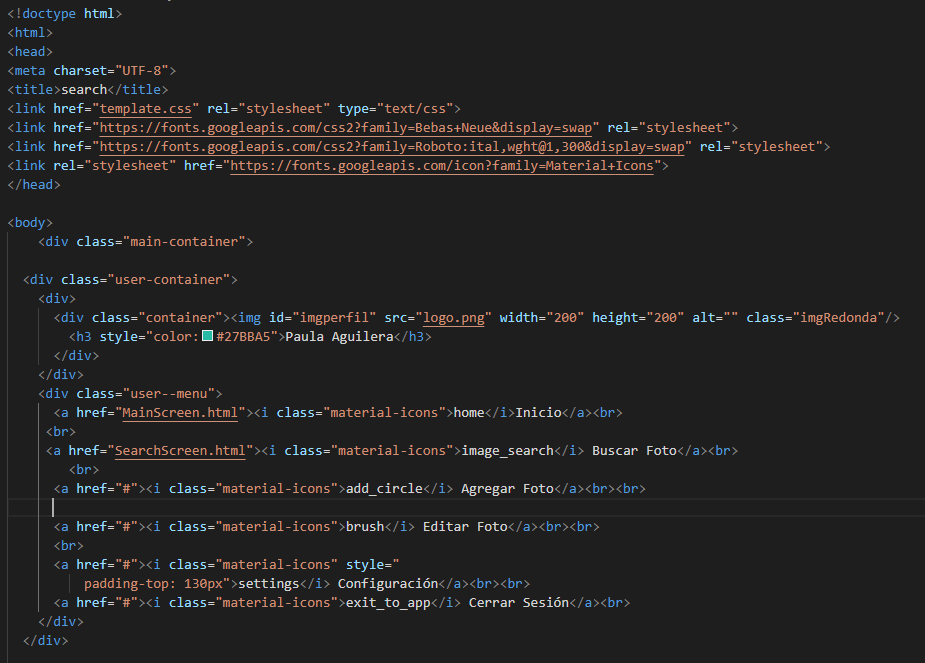 <!doctype html>
<html>
<head>
<meta charset="UTF-8">
<title>search</title>
<link href="template.css" rel="stylesheet" type="text/css">
<link href="https://fonts.googleapis.com/css2?family=Bebas+Neue&display=swap" rel="stylesheet">
<link href="https://fonts.googleapis.com/css2?family=Roboto:ital,wght@1,300&display=swap" rel="stylesheet">
<link rel="stylesheet" href="https://fonts.googleapis.com/icon?family=Material+Icons">
</head>
<body>
<div class="main-container">
<div class="user-container">
<div>
<div class="container"><img id="imgperfil" src="logo.png" width="200" height="200" alt="" class="imgRedonda"/>
<h3 style="color:#27BBA5">Paula Aguilera</h3>
</div>
</div>
<div class="user--menu">
<a href="MainScreen.html"><i class="material-icons">home</i>Inicio</a><br>
<br>
<a href="SearchScreen.html"><i class="material-icons">image_search</i> Buscar Foto</a><br>
<br>
<a href="#"><i class="material-icons">add_circle</i> Agregar Foto</a><br><br>
<a href="#"><i class="material-icons">brush</i> Editar Foto</a><br><br>
<br>
<a href="#"><i class="material-icons" style="
padding-top: 130px">settings</i> Configuración</a><br><br>
<a href="#"><i class="material-icons">exit_to_app</i> Cerrar Sesión</a><br>
</div>
</div>